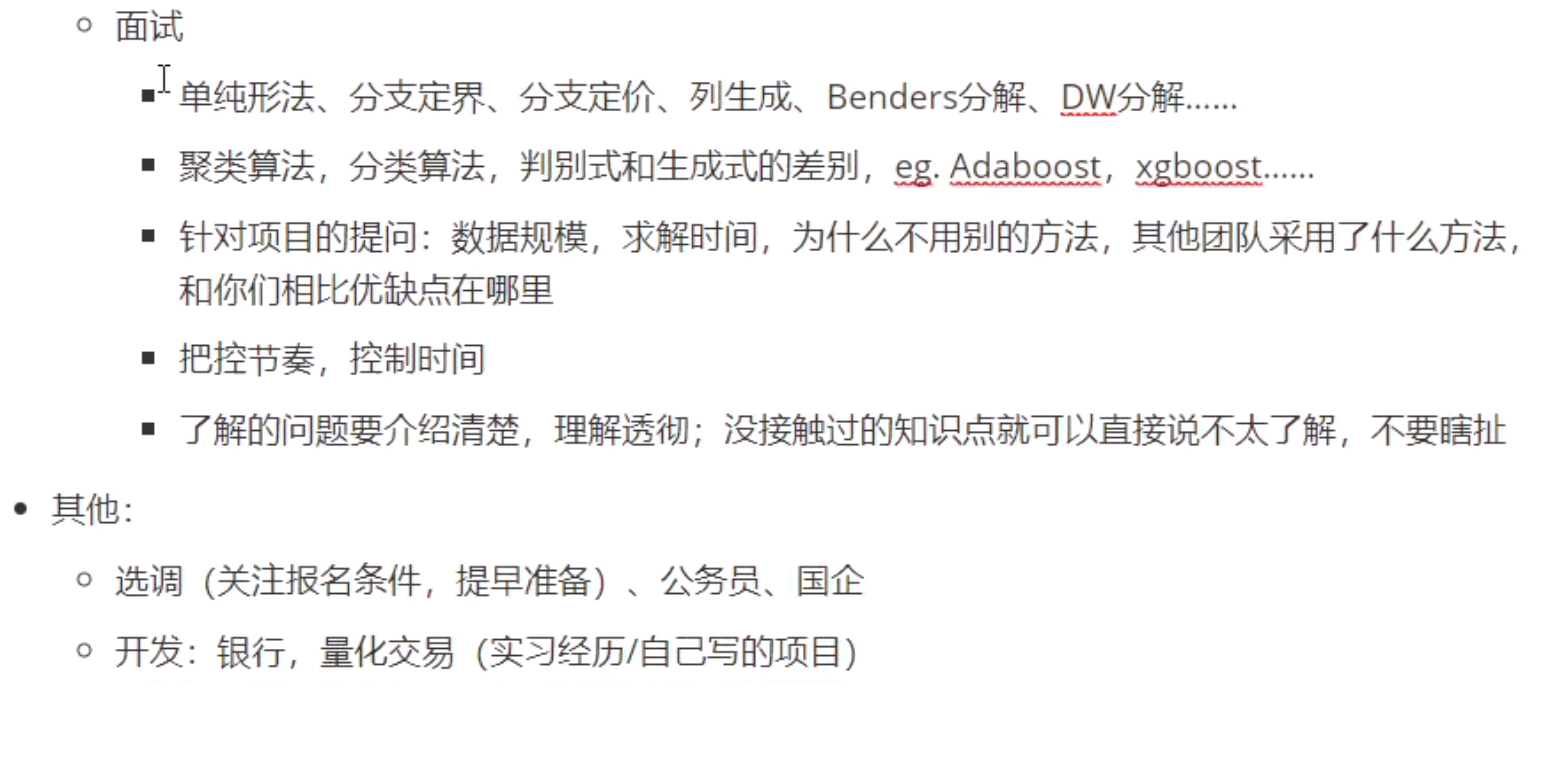 面试
单纯形法、分支定界、分支定价、列生成、Benders分解、DW分解......
聚类算法，分类算法，判别式和生成式的差别，eg. Adaboost，xgboost......
针对项目的提问：数据规模，求解时间，为什么不用别的方法，其他团队采用了什么方法，
和你们相比优缺点在哪里
把控节奏，控制时间
了解的问题要介绍清楚，理解透彻；没接触过的知识点就可以直接说不太了解，不要瞎扯
其他：
选调（关注报名条件，提早准备）、公务员、国企
开发：银行，量化交易（实习经历/自己写的项目）